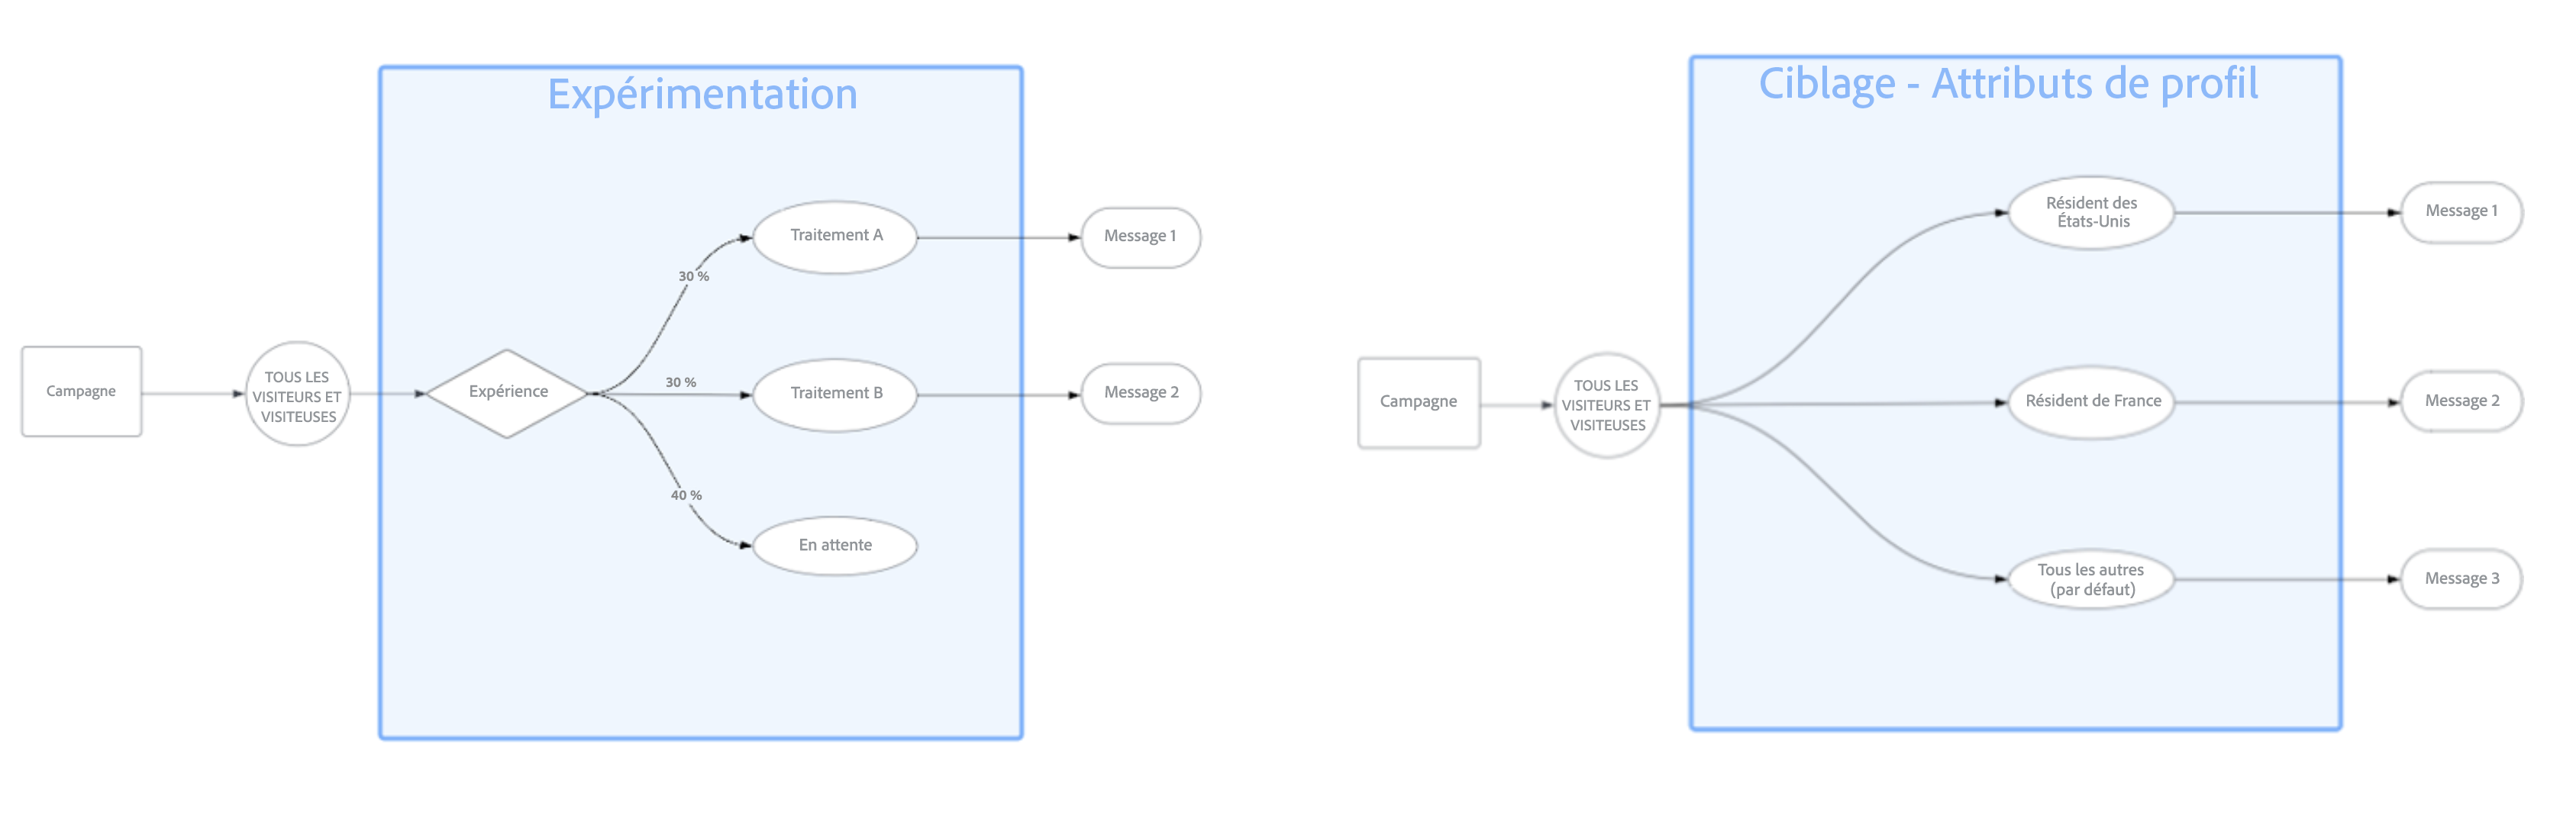 Expérimentation
Campagne
TOUS LES
VISITEURS ET
VISITEUSES
Expérience
30 %
30 %
40 %
Traitement A
Traitement B
En attente
Message 1
Message 2
Ciblage - Attributs de profil
Campagne
TOUS LES
VISITEURS ET
VISITEUSES
Résident des
États-Unis
Résident de France
Tous les autres
(par défaut)
Message 1
Message 2
Message 3